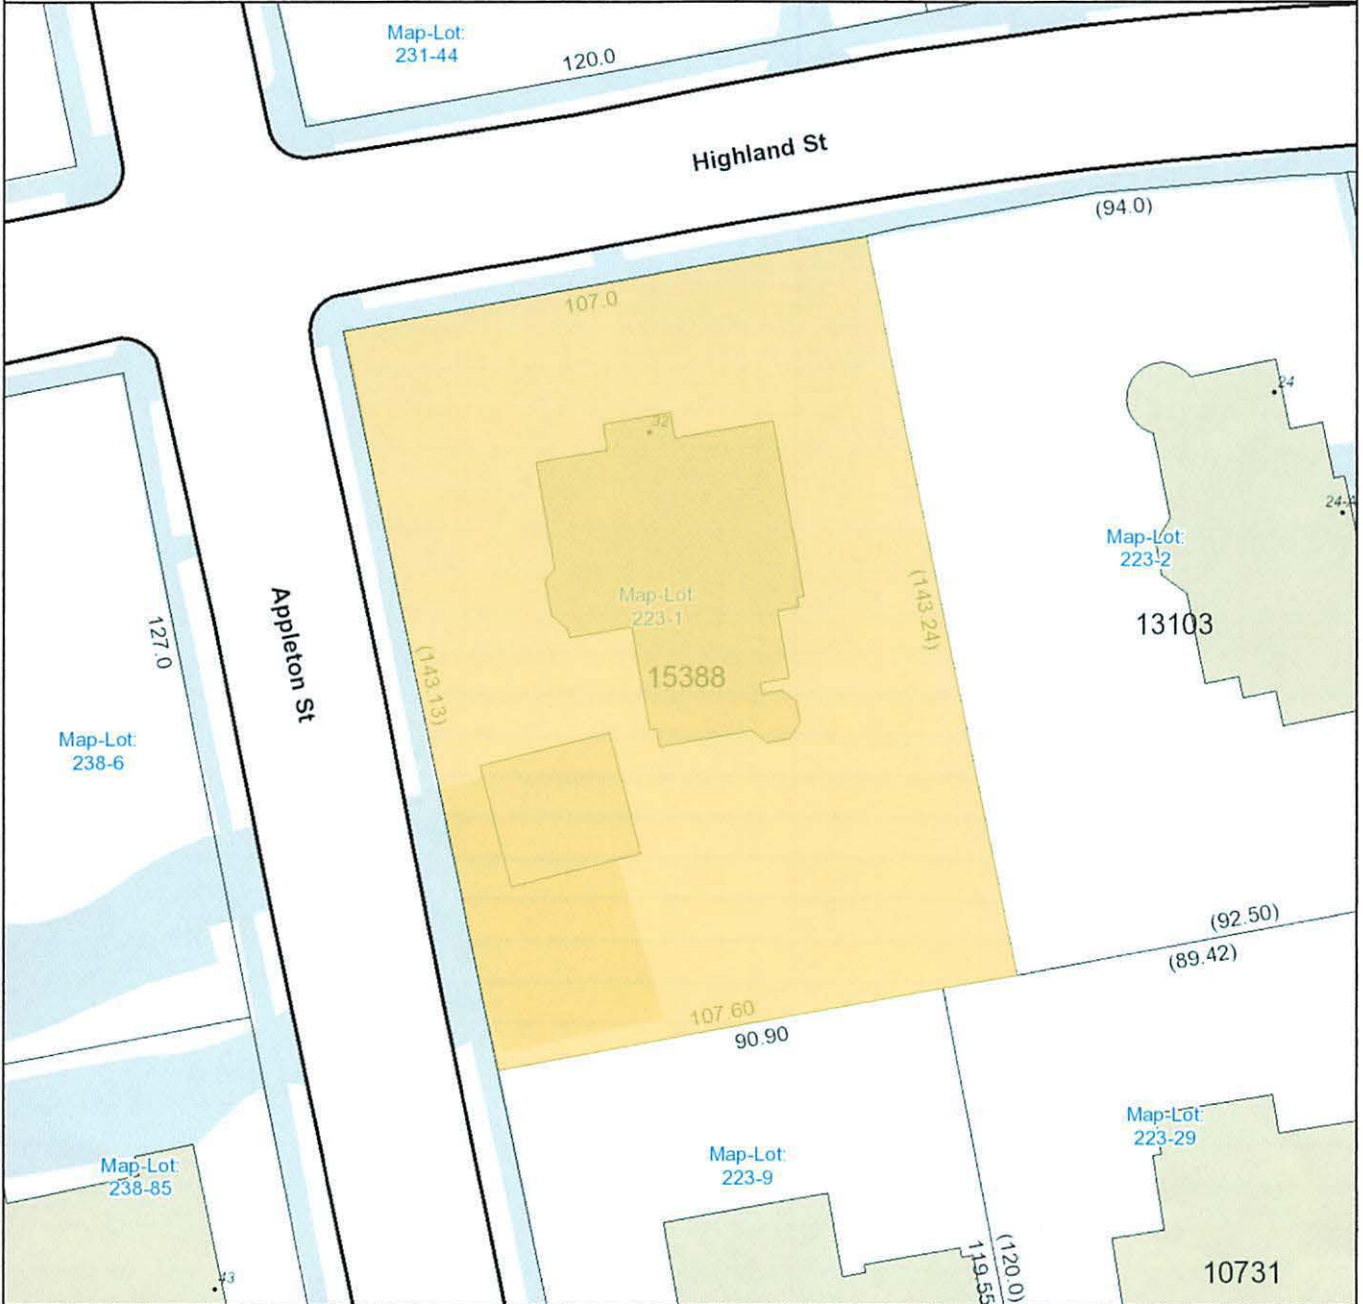 Map-Lot:
231-44
120.0
Highland St
(94.0)
107.0
32
24
24-A
Map-Lot:
223-2
13103
Map-Lot
223-1
15388
(143.24)
(143.13)
127.0
Appleton St
Map-Lot:
238-6
(92.50)
(89.42)
107.60
90.90
Map-Lot:
223-29
Map-Lot:
223-9
Map-Lot:
238-85
43
119.55
(120.0)
10731